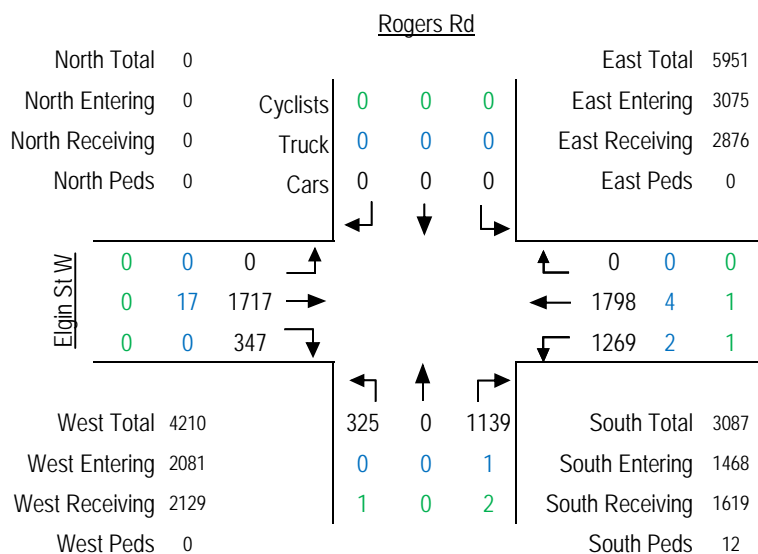 Rogers Rd
North Total 0
North Entering 0
North Receiving 0
North Peds 0
East Total 5951
East Entering 3075
East Receiving 2876
East Peds 0
Cyclists 0 0 0
Truck 0 0 0
Cars 0 0 0
Elgin St W
0 0 0
0 17 1717
0 0 347
0 0 0
1798 4 1
1269 2 1
325 0 1139
0 0 1
1 0 2
West Total 4210
West Entering 2081
West Receiving 2129
West Peds 0
South Total 3087
South Entering 1468
South Receiving 1619
South Peds 12